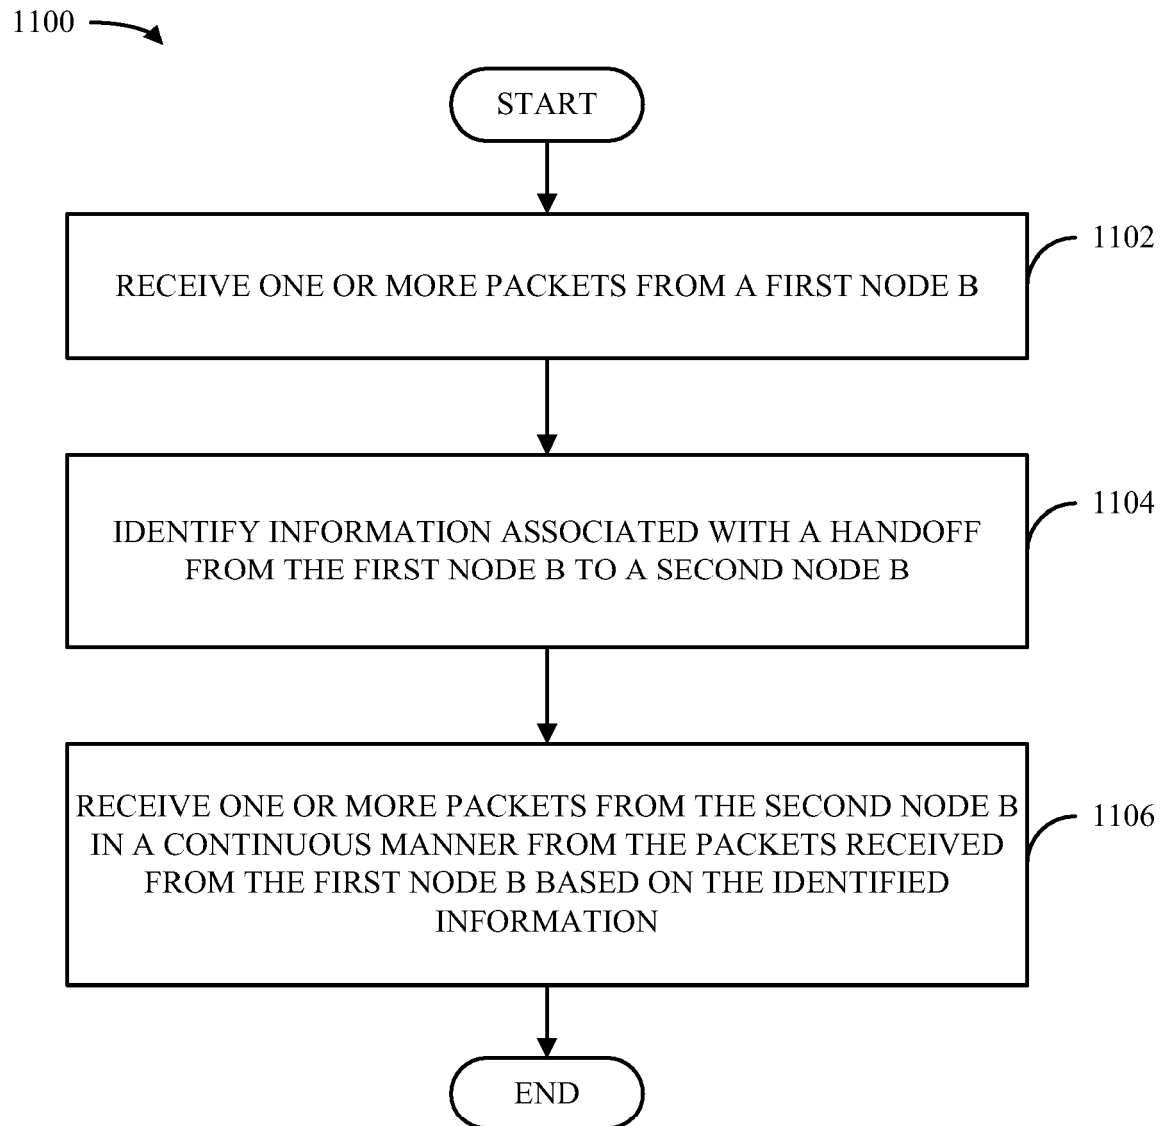 1100
START
RECEIVE ONE OR MORE PACKETS FROM A FIRST NODE B
1102
IDENTIFY INFORMATION ASSOCIATED WITH A HANDOFF
FROM THE FIRST NODE B TO A SECOND NODE B
1104
RECEIVE ONE OR MORE PACKETS FROM THE SECOND NODE B
IN A CONTINUOUS MANNER FROM THE PACKETS RECEIVED
FROM THE FIRST NODE B BASED ON THE IDENTIFIED
INFORMATION
1106
END